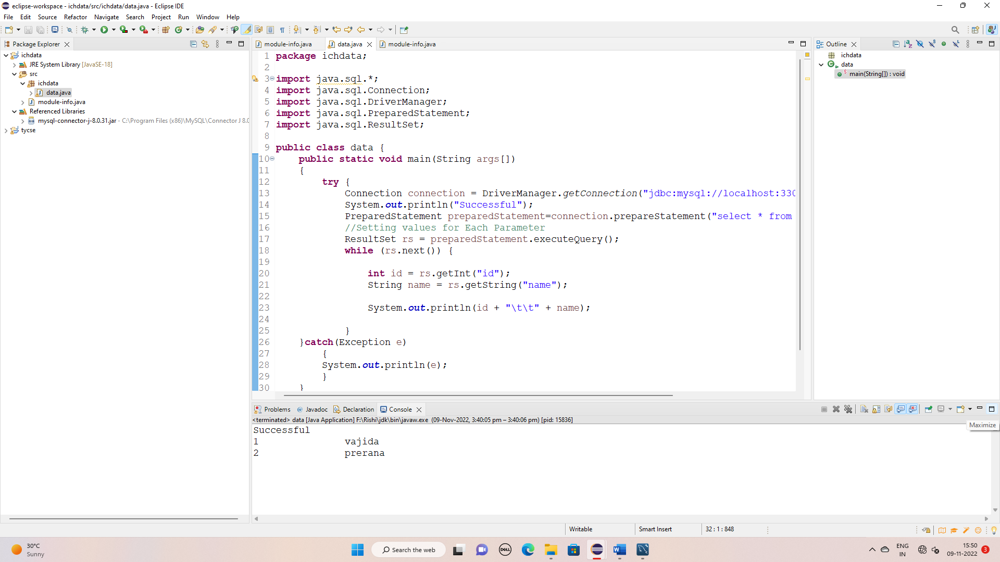 eclipse-workspace - ichdata/src/ichdata/data.java - Eclipse IDE
File Edit Source Refactor Navigate Search Project Run Window Help
Package Explorer
ichdata
JRE System Library [JavaSE-18]
src
ichdata
data.java
module-info.java
Referenced Libraries
mysql-connector-j-8.0.31.jar - C:\Program Files (x86)\MySQL\Connector J 8.0
tycse
module-info.java data.java module-info.java
1 package ichdata;
2
3 import java.sql.*;
4 import java.sql.Connection;
5 import java.sql.DriverManager;
6 import java.sql.PreparedStatement;
7 import java.sql.ResultSet;
8
9 public class data {
10 public static void main(String args[])
11 {
12 try {
13 Connection connection = DriverManager.getConnection("jdbc:mysql://localhost:330
14 System.out.println("Successful");
15 PreparedStatement preparedStatement=connection.prepareStatement("select * from
16 //Setting values for Each Parameter
17 ResultSet rs = preparedStatement.executeQuery();
18 while (rs.next()) {
19
20 int id = rs.getInt("id");
21 String name = rs.getString("name");
22
23 System.out.println(id + "\t\t" + name);
24
25 }
26 }catch(Exception e)
27 {
28 System.out.println(e);
29 }
30 }
Outline
ichdata
data
main(String[]) : void
Problems @ Javadoc Declaration Console
<terminated> data [Java Application] F:\Rishi\jdk\bin\javaw.exe (09-Nov-2022, 3:40:05 pm – 3:40:06 pm) [pid: 15836]
Maximize
Successful
1 vajida
2 prerana
Writable Smart Insert 32 : 1 : 848
30°C
Sunny
Search the web
DELL
ENG
IN
15:50
09-11-2022
3